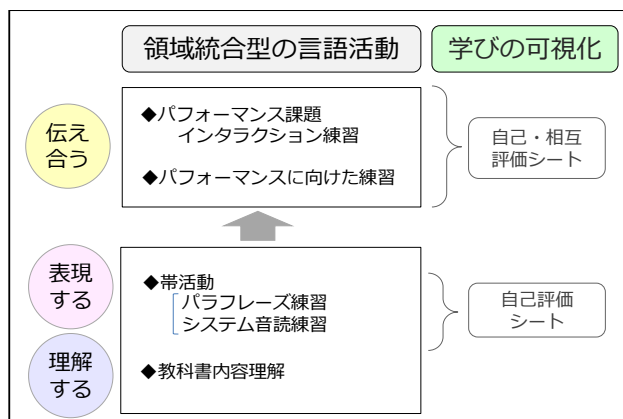 領域統合型の言語活動
学びの可視化
伝え
合う
◆パフォーマンス課題
インタラクション練習
◆パフォーマンスに向けた練習
自己・相互
評価シート
表現
する
理解
する
◆帯活動
パラフレーズ練習
システム音読練習
◆教科書内容理解
自己評価
シート